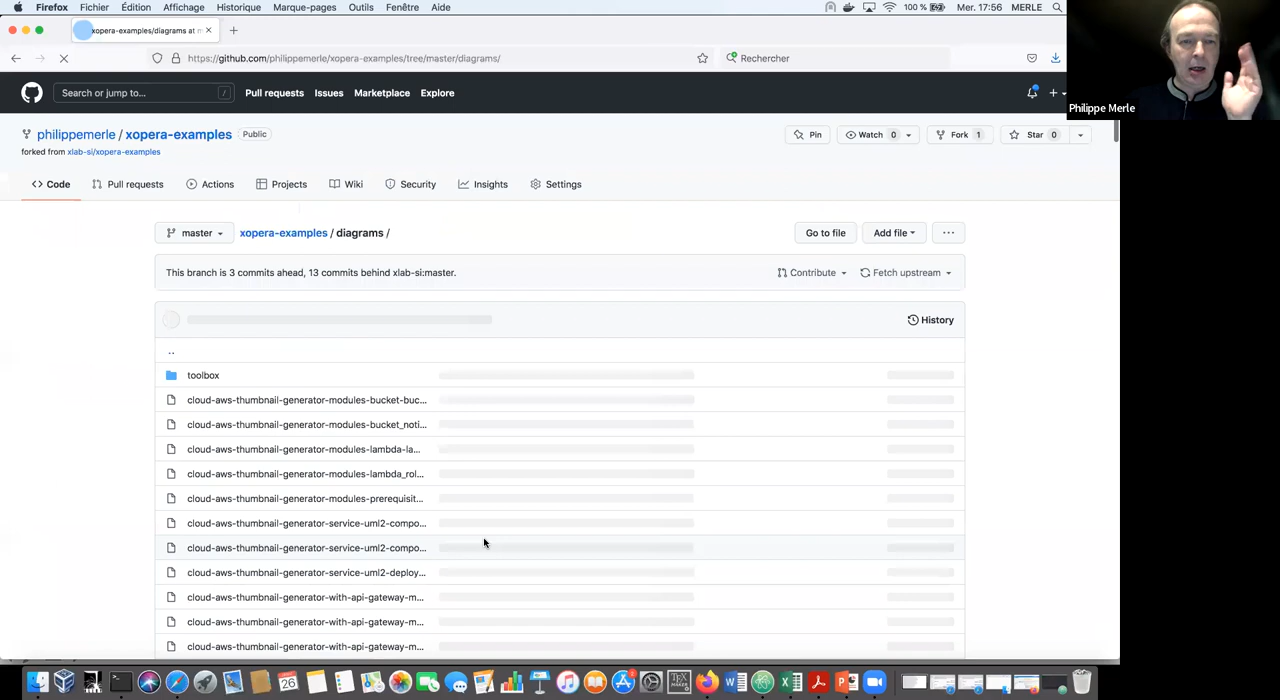 Firefox Fichier Édition Affichage Historique Marque-pages Outils Fenêtre Aide 100 % Mer. 17:56 MERLE
xopera-examples/diagrams at
https://github.com/philippemerle/xopera-examples/tree/master/diagrams/ Rechercher
Philippe Merle
Search or jump to... / Pull requests Issues Marketplace Explore
philippemerle / xopera-examples Public Pin Watch 0 Fork 1 Star 0
forked from xlab-si/xopera-examples
Code Pull requests Actions Projects Wiki Security Insights Settings
master xopera-examples / diagrams / Go to file Add file ...
This branch is 3 commits ahead, 13 commits behind xlab-si:master. Contribute Fetch upstream
History
..
toolbox
cloud-aws-thumbnail-generator-modules-bucket-buc...
cloud-aws-thumbnail-generator-modules-bucket_noti...
cloud-aws-thumbnail-generator-modules-lambda-la...
cloud-aws-thumbnail-generator-modules-lambda_rol...
cloud-aws-thumbnail-generator-modules-prerequisit...
cloud-aws-thumbnail-generator-service-uml2-compo...
cloud-aws-thumbnail-generator-service-uml2-compo...
cloud-aws-thumbnail-generator-service-uml2-deploy...
cloud-aws-thumbnail-generator-with-api-gateway-m...
cloud-aws-thumbnail-generator-with-api-gateway-m...
cloud-aws-thumbnail-generator-with-api-gateway-m...
26